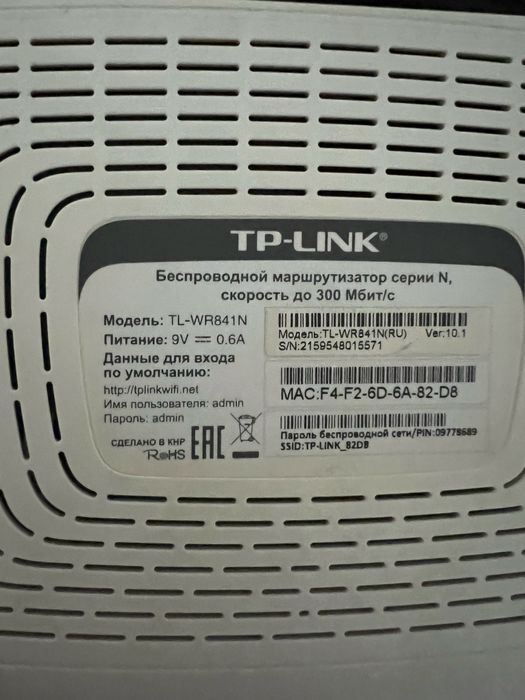 TP-LINK®
Беспроводной маршрутизатор серии N,
скорость до 300 Мбит/с
Модель: TL-WR841N
Питание: 9V ⎓ 0.6A
Данные для входа
по умолчанию:
http://tplinkwifi.net
Имя пользователя: admin
Пароль: admin
СДЕЛАНО В КНР
RoHS
EAC
Модель:TL-WR841N(RU) Ver:10.1
S/N:2159548015571
MAC:F4-F2-6D-6A-82-D8
Пароль беспроводной сети/PIN:09778689
SSID:TP-LINK_82D8